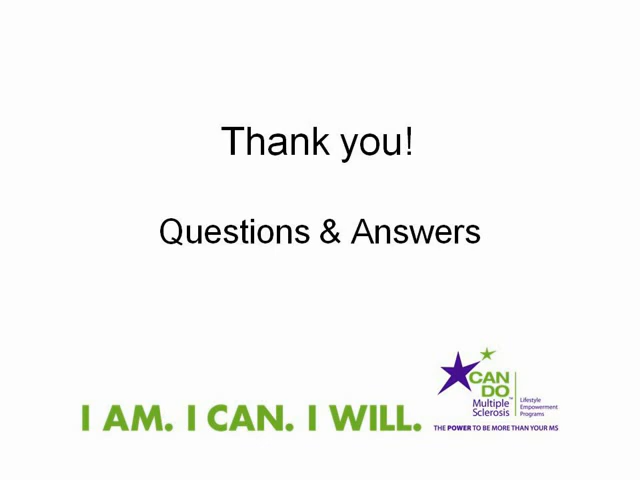 Thank you!
Questions & Answers
I AM. I CAN. I WILL.
CAN
DO
Multiple
Sclerosis™
Lifestyle
Empowerment
Programs
THE POWER TO BE MORE THAN YOUR MS